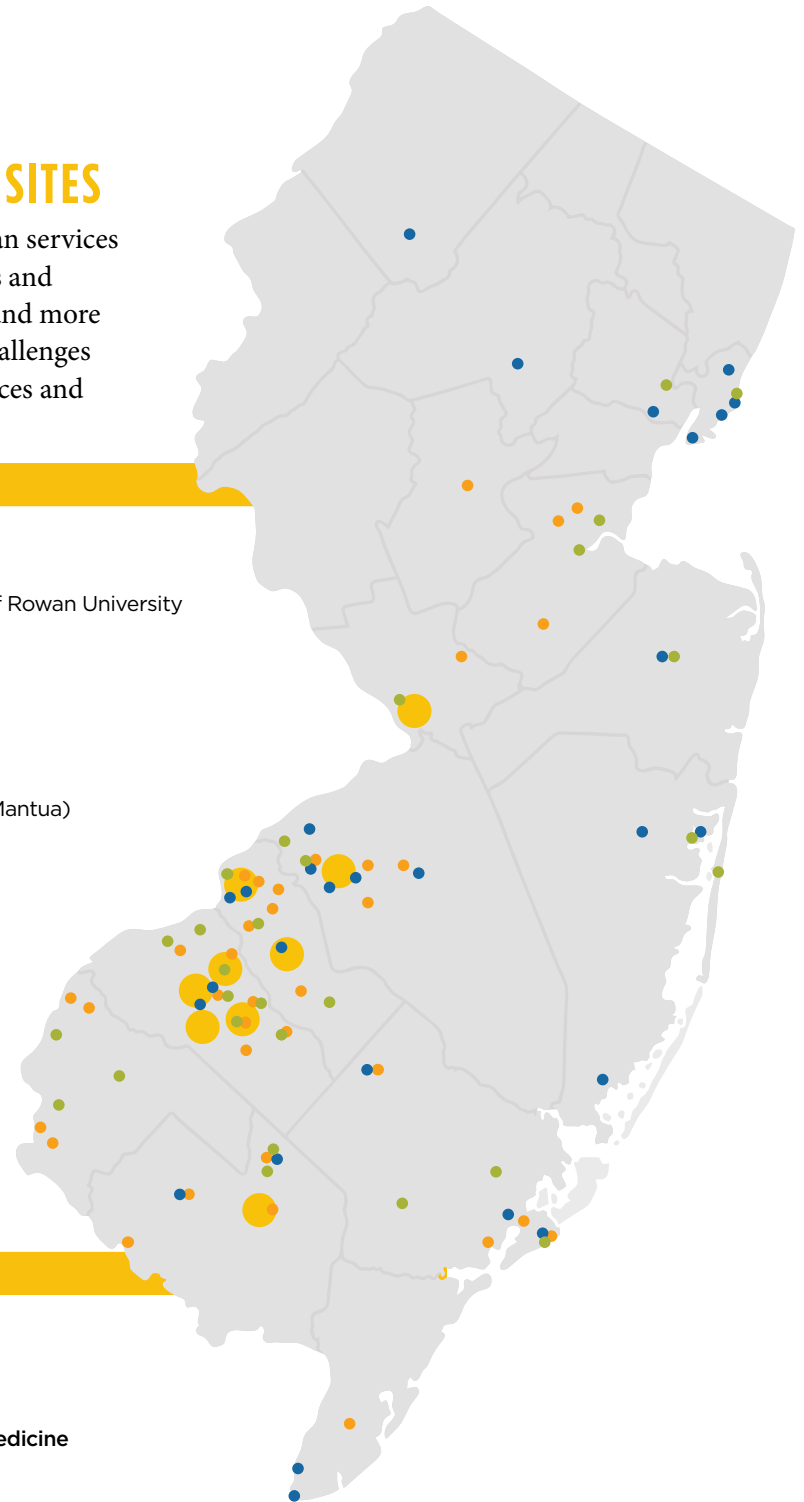 SITES
an services
s and
and more
allenges
ces and
f Rowan University
Mantua)
edicine